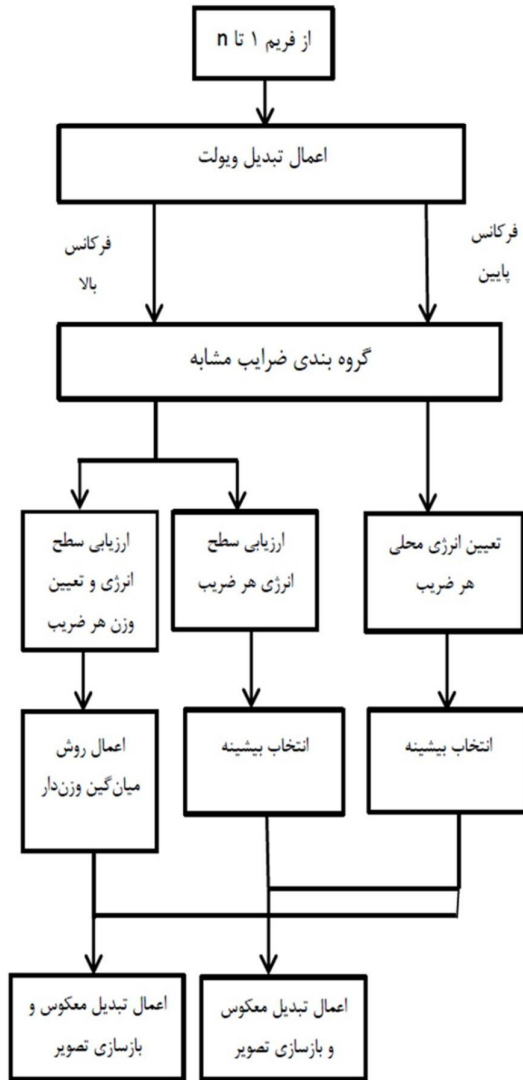 از فریم ۱ تا n
اعمال تبدیل ویولت
فرکانس
پایین
فرکانس
بالا
گروه بندی ضرایب مشابه
تعیین انرژی محلی
هر ضریب
ارزیابی سطح
انرژی هر ضریب
ارزیابی سطح
انرژی و تعیین
وزن هر ضریب
انتخاب بیشینه
انتخاب بیشینه
اعمال روش
میان‌گین وزن‌دار
اعمال تبدیل معکوس
و بازسازی تصویر
اعمال تبدیل معکوس و
بازسازی تصویر